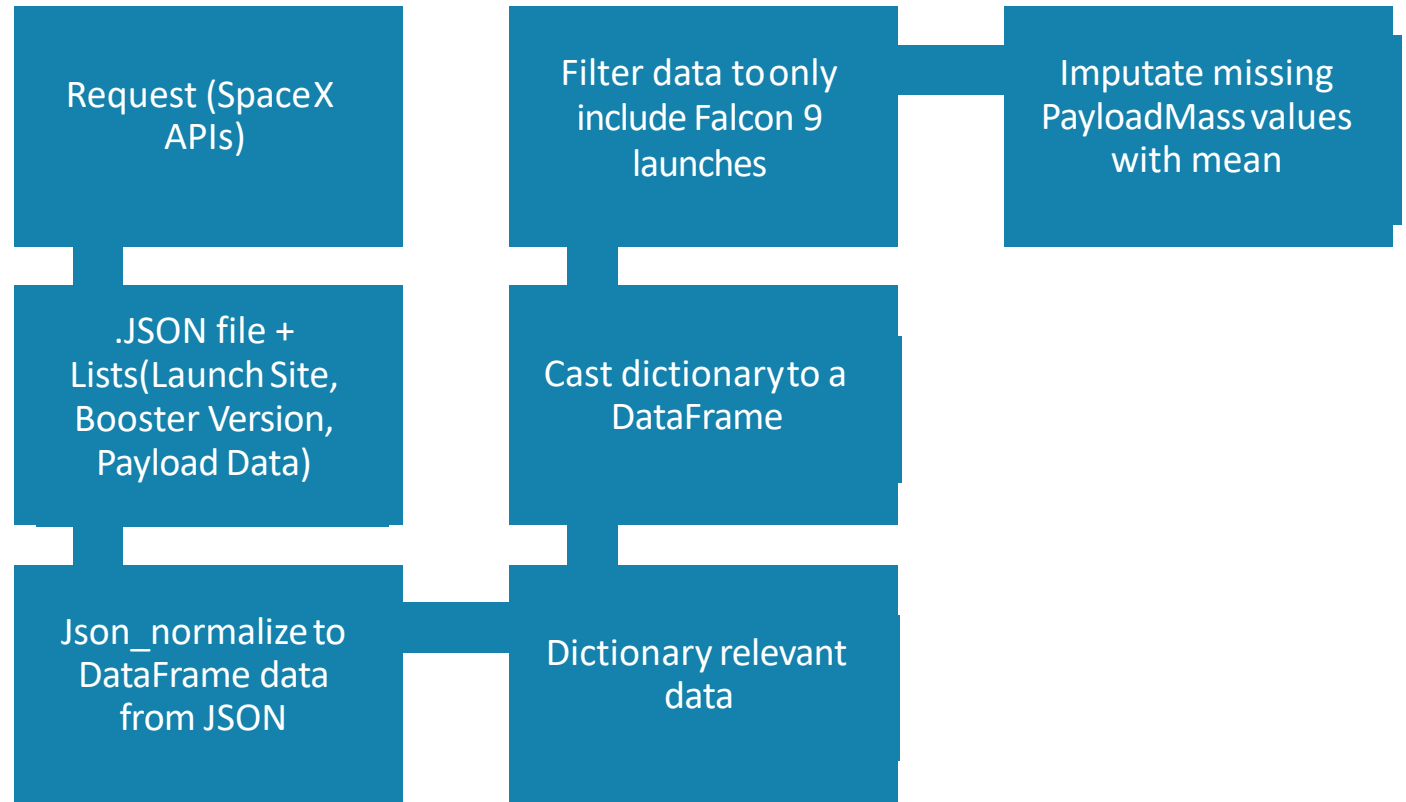 Request (SpaceX
APIs)
.JSON file +
Lists(Launch Site,
Booster Version,
Payload Data)
Json_normalize to
DataFrame data
from JSON
Dictionary relevant
data
Cast dictionary to a
DataFrame
Filter data to only
include Falcon 9
launches
Imputate missing
PayloadMass values
with mean